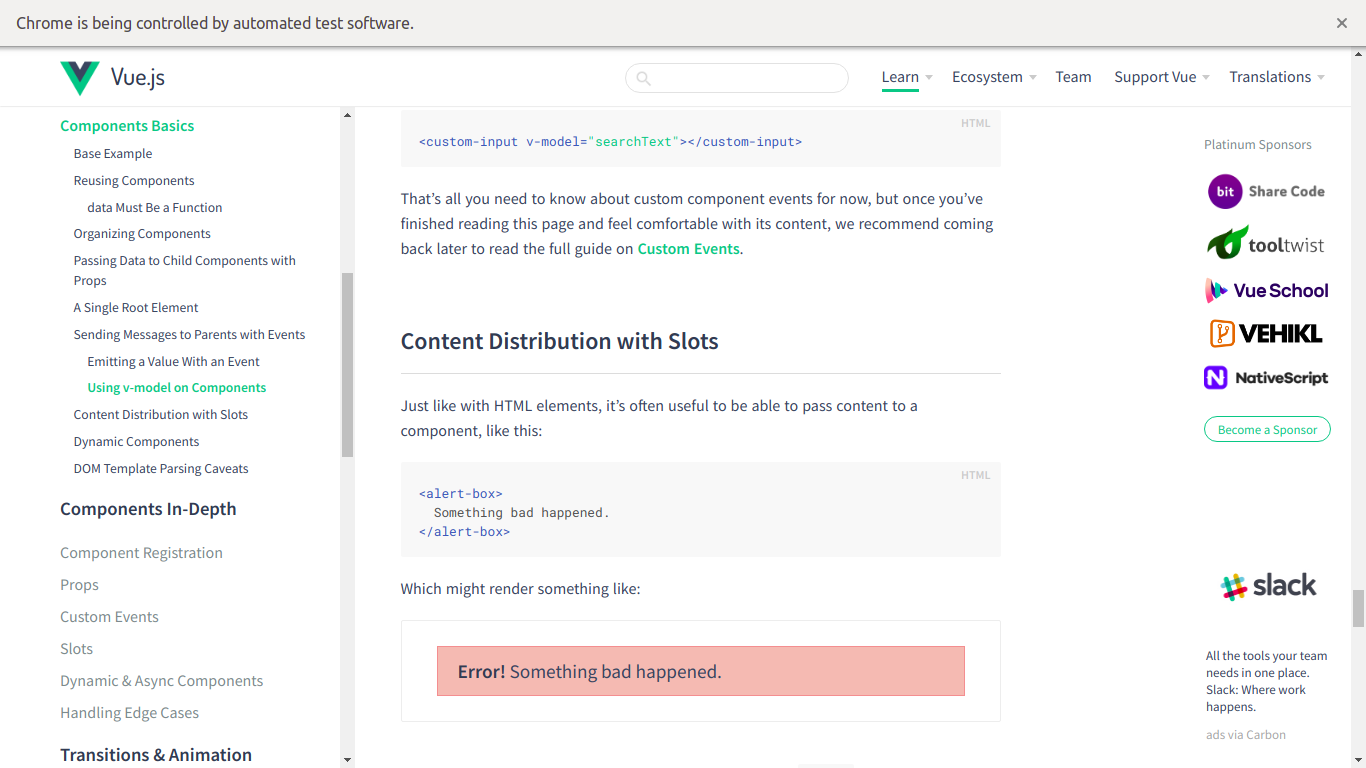 Chrome is being controlled by automated test software.
Vue.js
Learn
Ecosystem
Team
Support Vue
Translations
Components Basics
Base Example
Reusing Components
data Must Be a Function
Organizing Components
Passing Data to Child Components with
Props
A Single Root Element
Sending Messages to Parents with Events
Emitting a Value With an Event
Using v-model on Components
Content Distribution with Slots
Dynamic Components
DOM Template Parsing Caveats
Components In-Depth
Component Registration
Props
Custom Events
Slots
Dynamic & Async Components
Handling Edge Cases
Transitions & Animation
HTML
<custom-input v-model="searchText"></custom-input>
That’s all you need to know about custom component events for now, but once you’ve
finished reading this page and feel comfortable with its content, we recommend coming
back later to read the full guide on Custom Events.
Content Distribution with Slots
Just like with HTML elements, it’s often useful to be able to pass content to a
component, like this:
HTML
<alert-box>
Something bad happened.
</alert-box>
Which might render something like:
Error! Something bad happened.
Platinum Sponsors
bit Share Code
tooltwist
Vue School
VEHIKL
N NativeScript
Become a Sponsor
slack
All the tools your team
needs in one place.
Slack: Where work
happens.
ads via Carbon